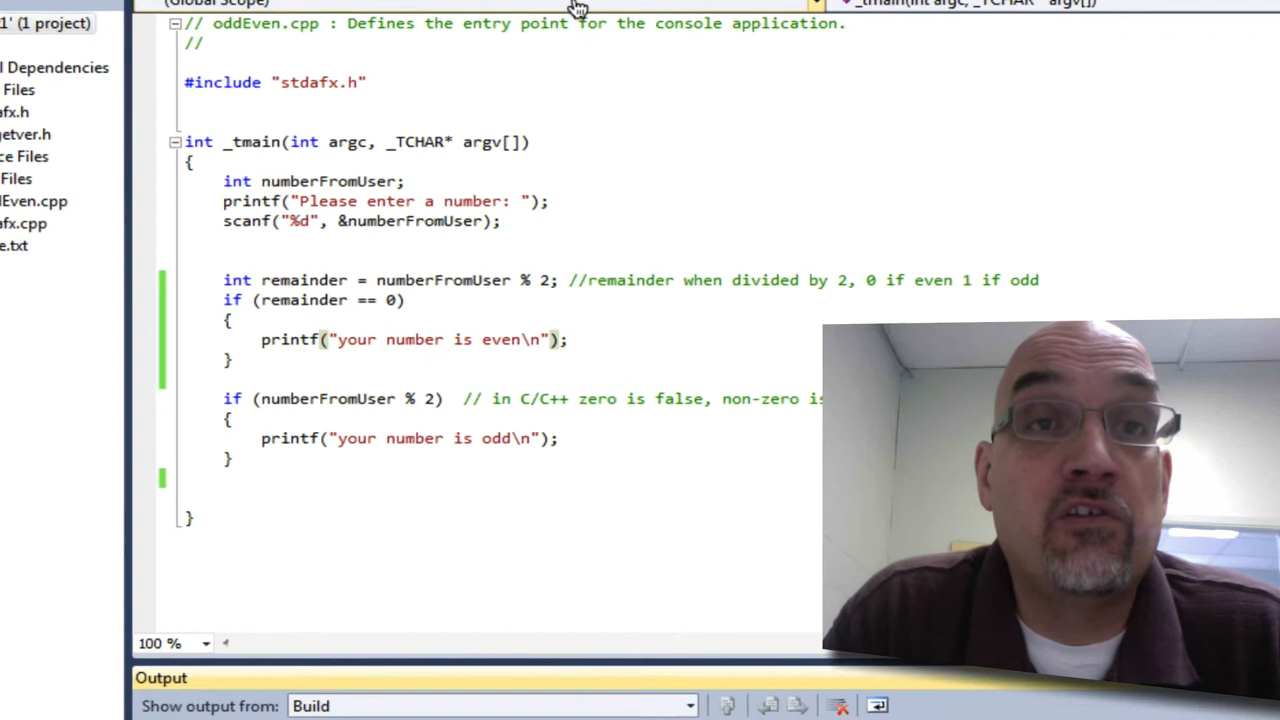 (Global Scope)
_tmain(int argc, _TCHAR* argv[])
1' (1 project)
l Dependencies
Files
fx.h
getver.h
ce Files
Files
dEven.cpp
fx.cpp
e.txt
// oddEven.cpp : Defines the entry point for the console application.
//
#include "stdafx.h"
int _tmain(int argc, _TCHAR* argv[])
{
int numberFromUser;
printf("Please enter a number: ");
scanf("%d", &numberFromUser);
int remainder = numberFromUser % 2; //remainder when divided by 2, 0 if even 1 if odd
if (remainder == 0)
{
printf("your number is even\n");
}
if (numberFromUser % 2) // in C/C++ zero is false, non-zero is
{
printf("your number is odd\n");
}
}
100 %
Output
Show output from: Build